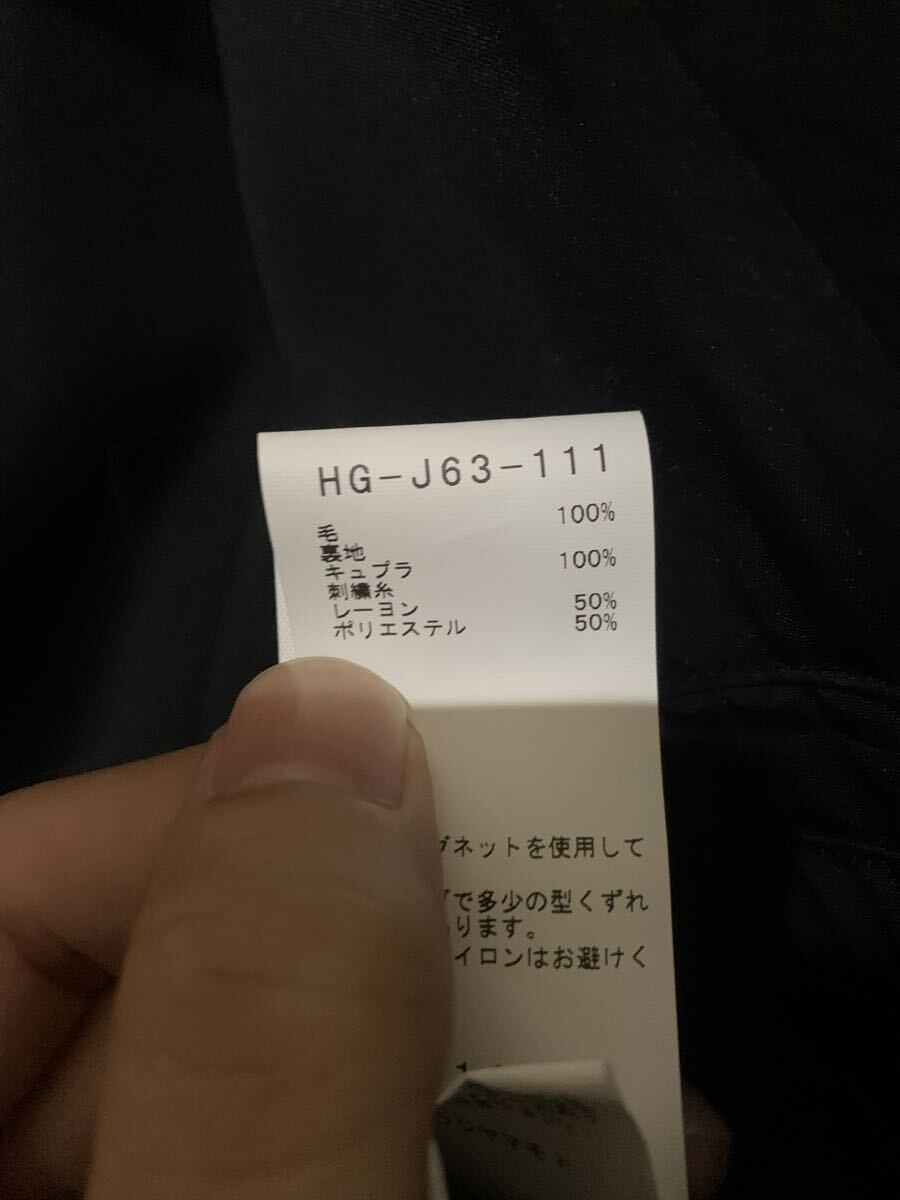 HG-J63-111
毛 100%
裏地
キュプラ 100%
刺繍糸
レーヨン 50%
ポリエステル 50%
グネットを使用して
で多少の型くずれ
ります。
イロンはお避けく